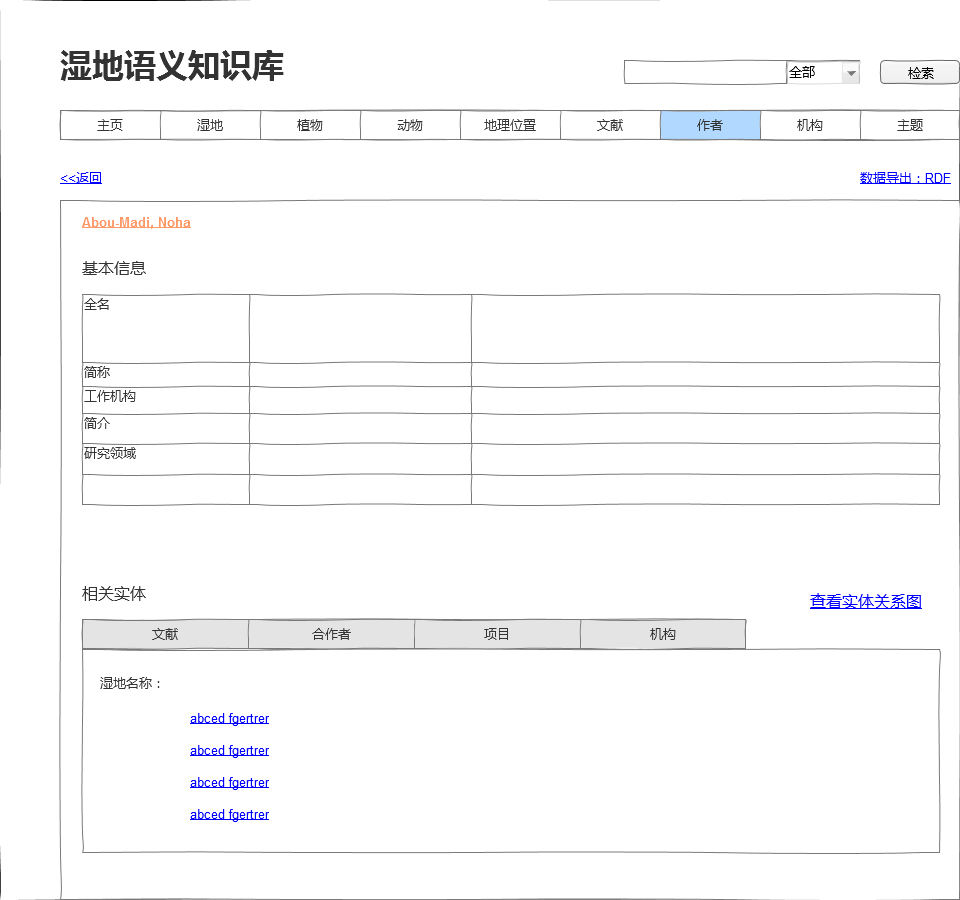 湿地语义知识库
全部
检索
主页 湿地 植物 动物 地理位置 文献 作者 机构 主题
<<返回
数据导出：RDF
Abou-Madi, Noha
基本信息
全名
简称
工作机构
简介
研究领域
相关实体
查看实体关系图
文献 合作者 项目 机构
湿地名称：
abced fgertrer
abced fgertrer
abced fgertrer
abced fgertrer